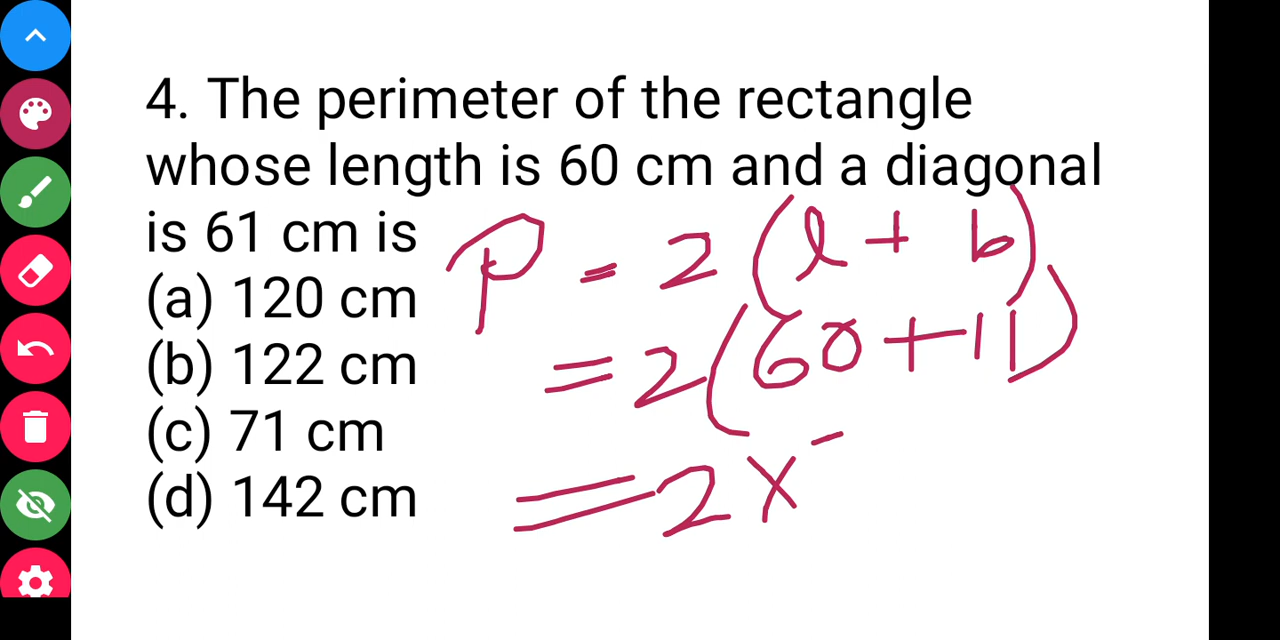 4. The perimeter of the rectangle
whose length is 60 cm and a diagonal
is 61 cm is
(a) 120 cm
(b) 122 cm
(c) 71 cm
(d) 142 cm
P = 2 (l + b)
= 2 (60 + 11)
= 2 x